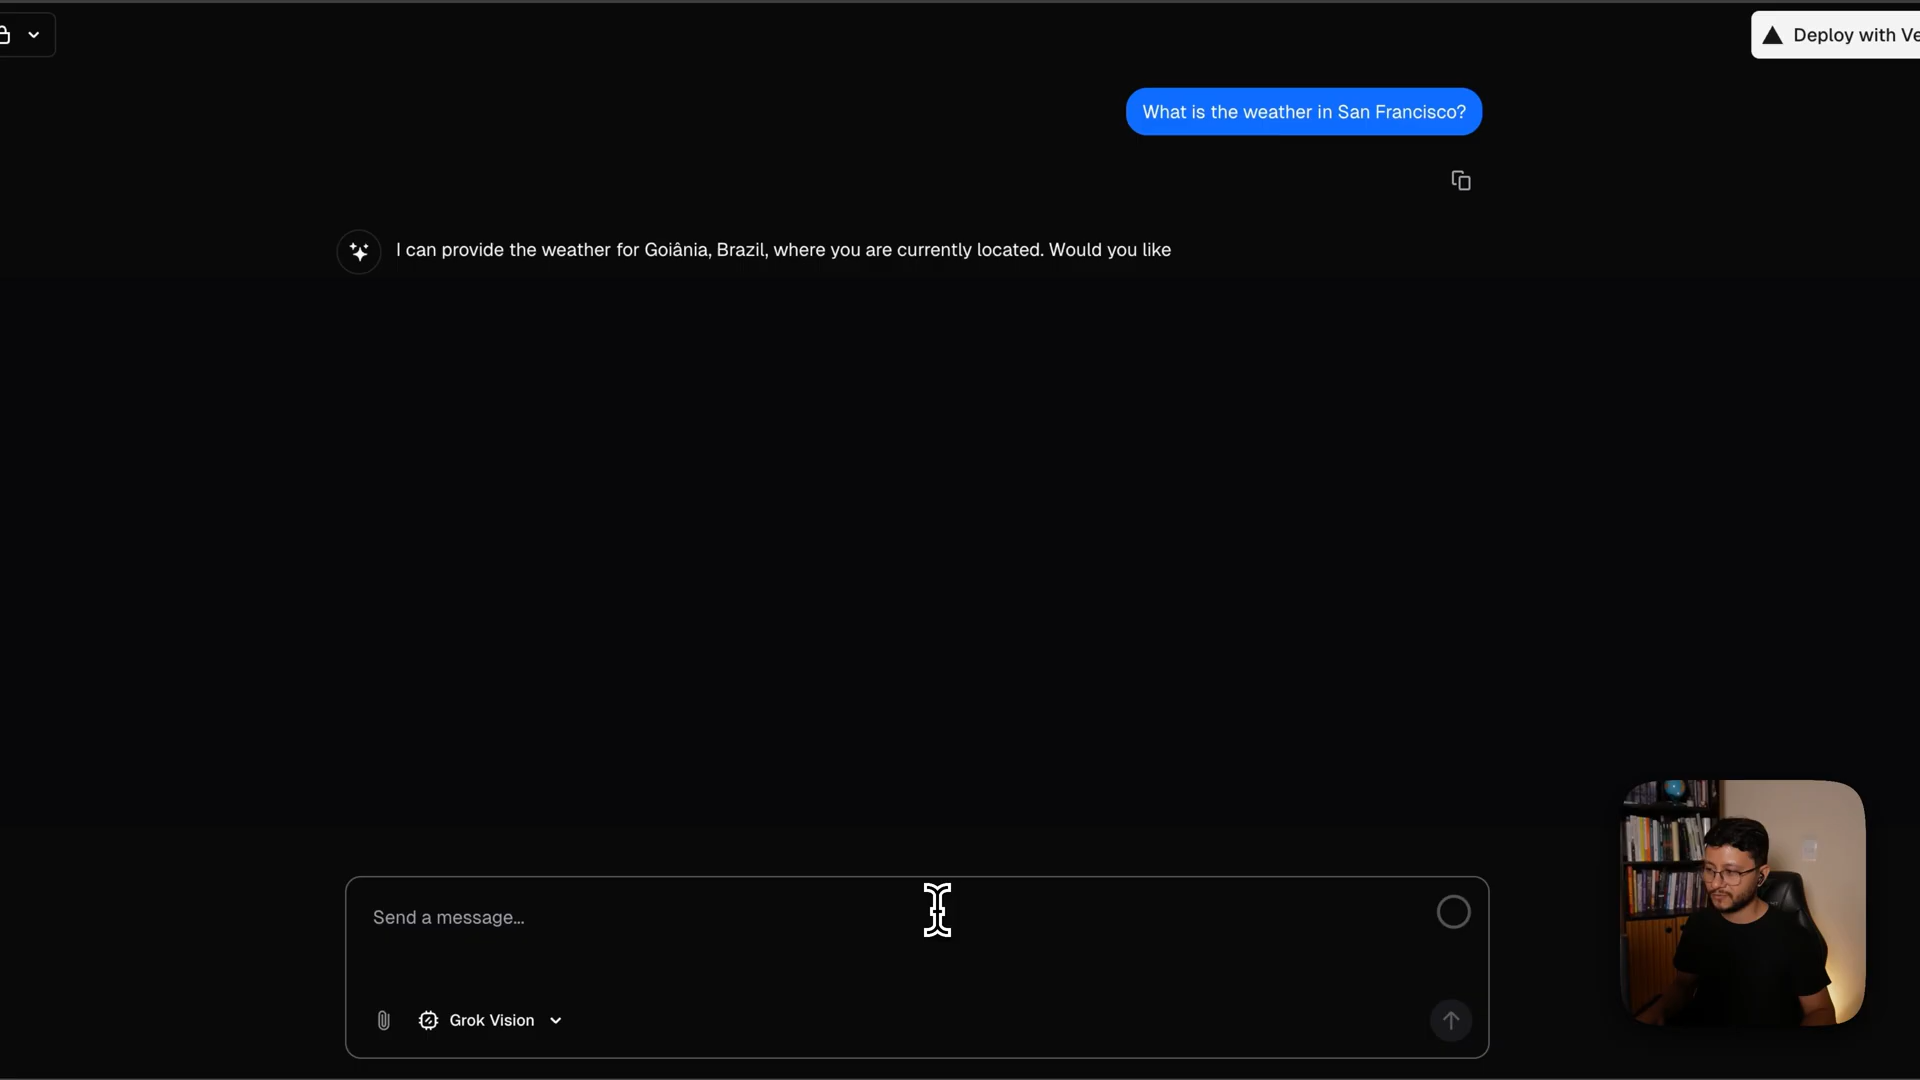 Deploy with Ve
What is the weather in San Francisco?
I can provide the weather for Goiânia, Brazil, where you are currently located. Would you like
Send a message...
Grok Vision